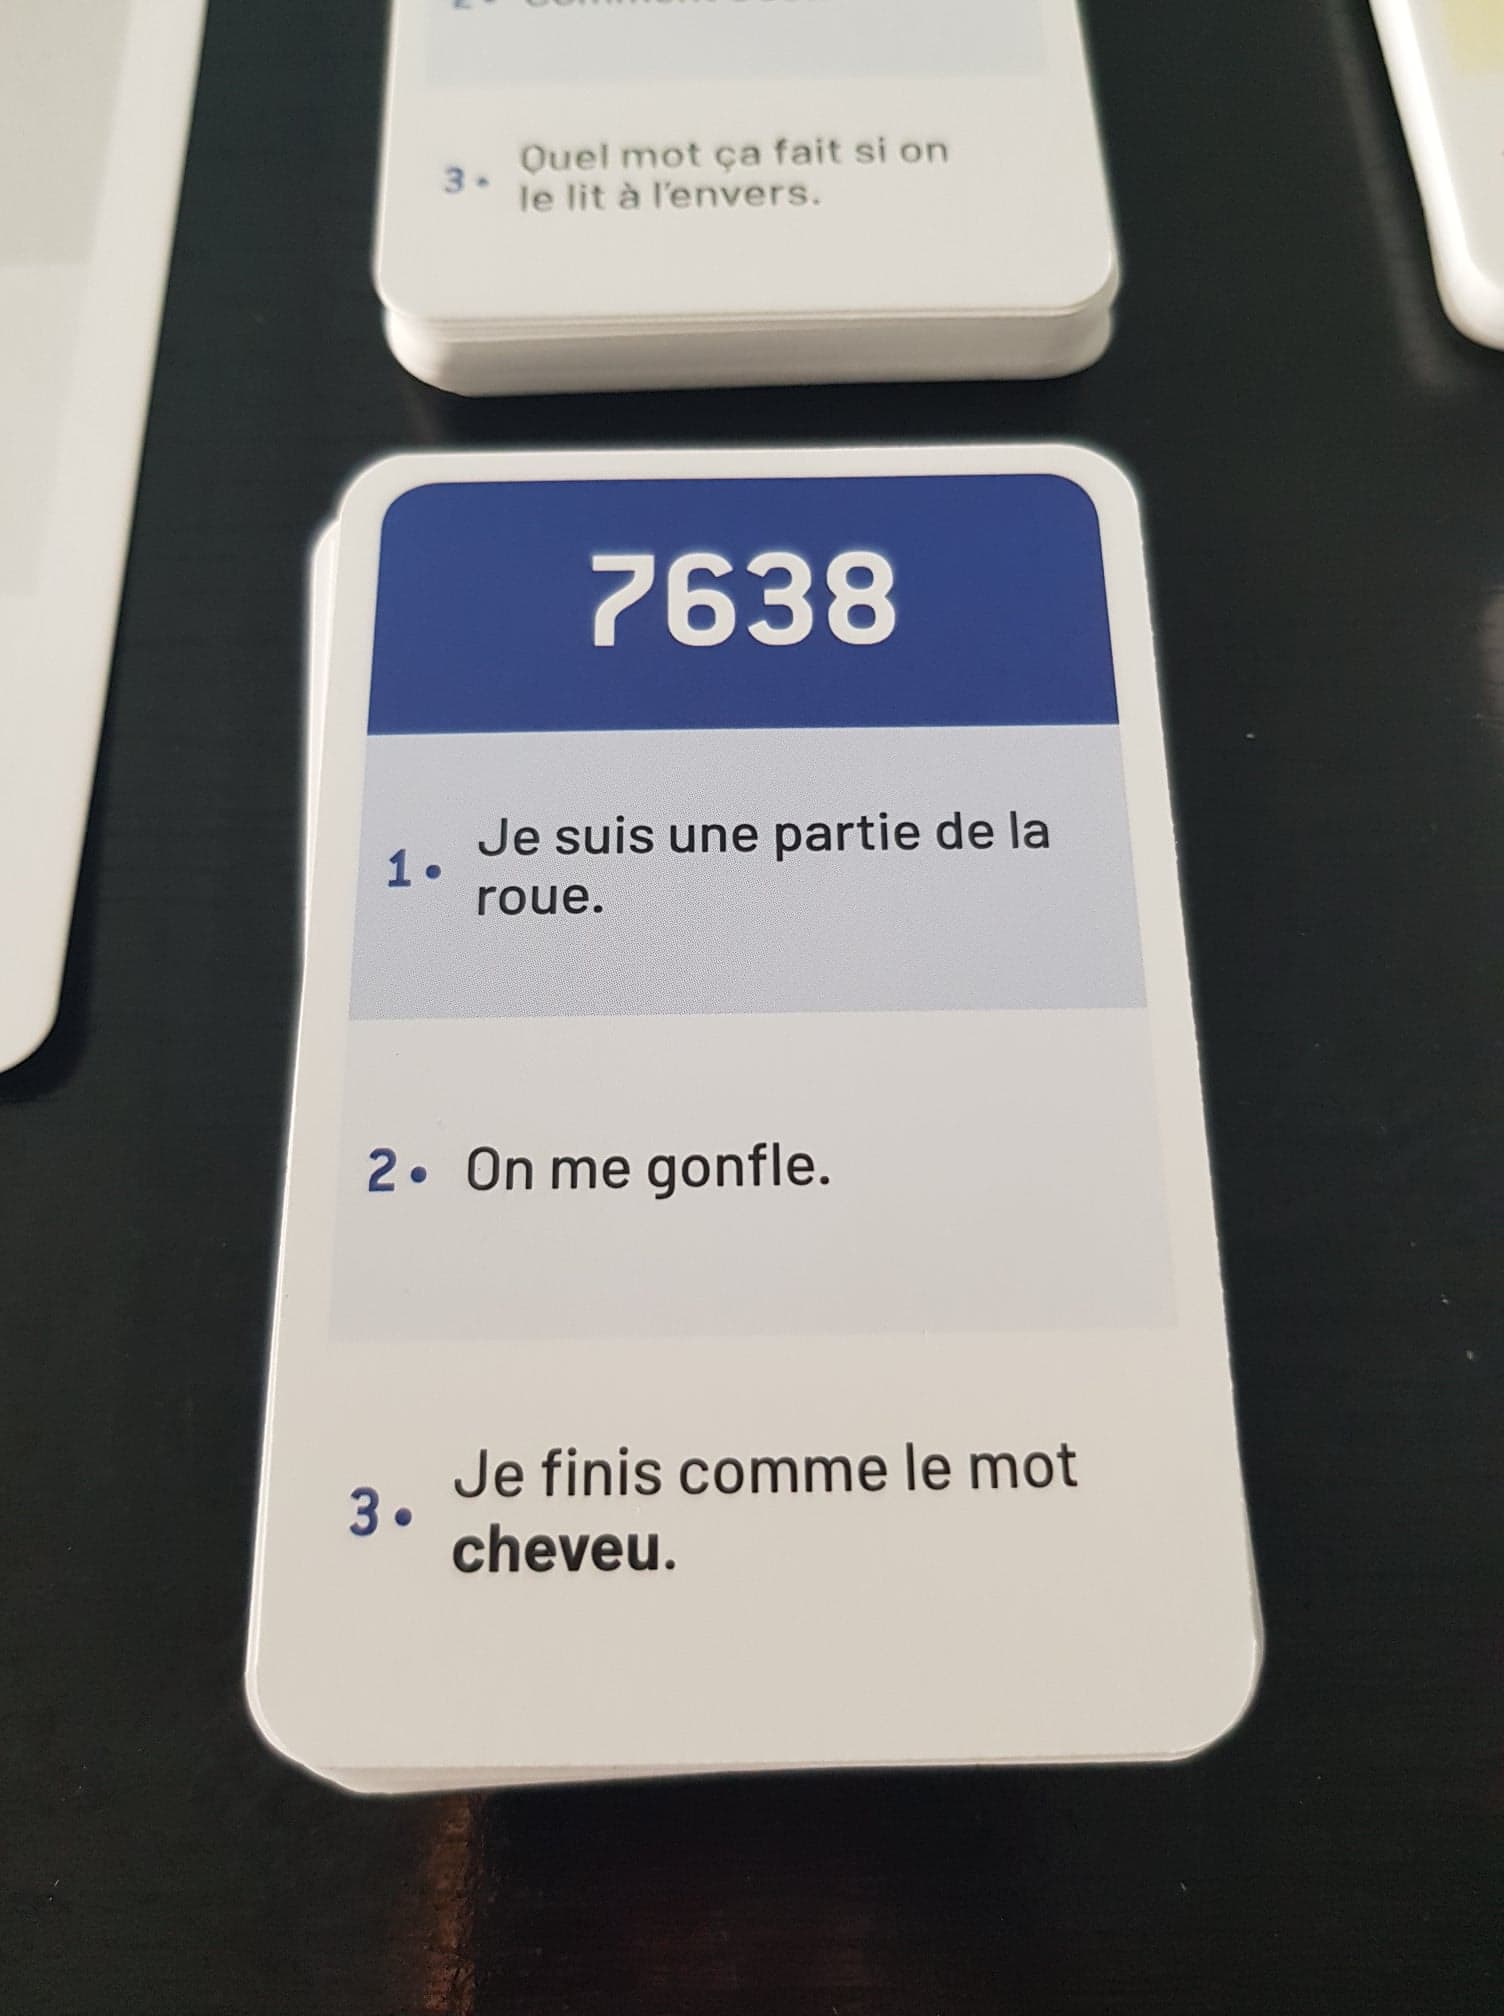 3• Quel mot ça fait si on
le lit à l'envers.
7638
1• Je suis une partie de la
roue.
2• On me gonfle.
3• Je finis comme le mot
cheveu.